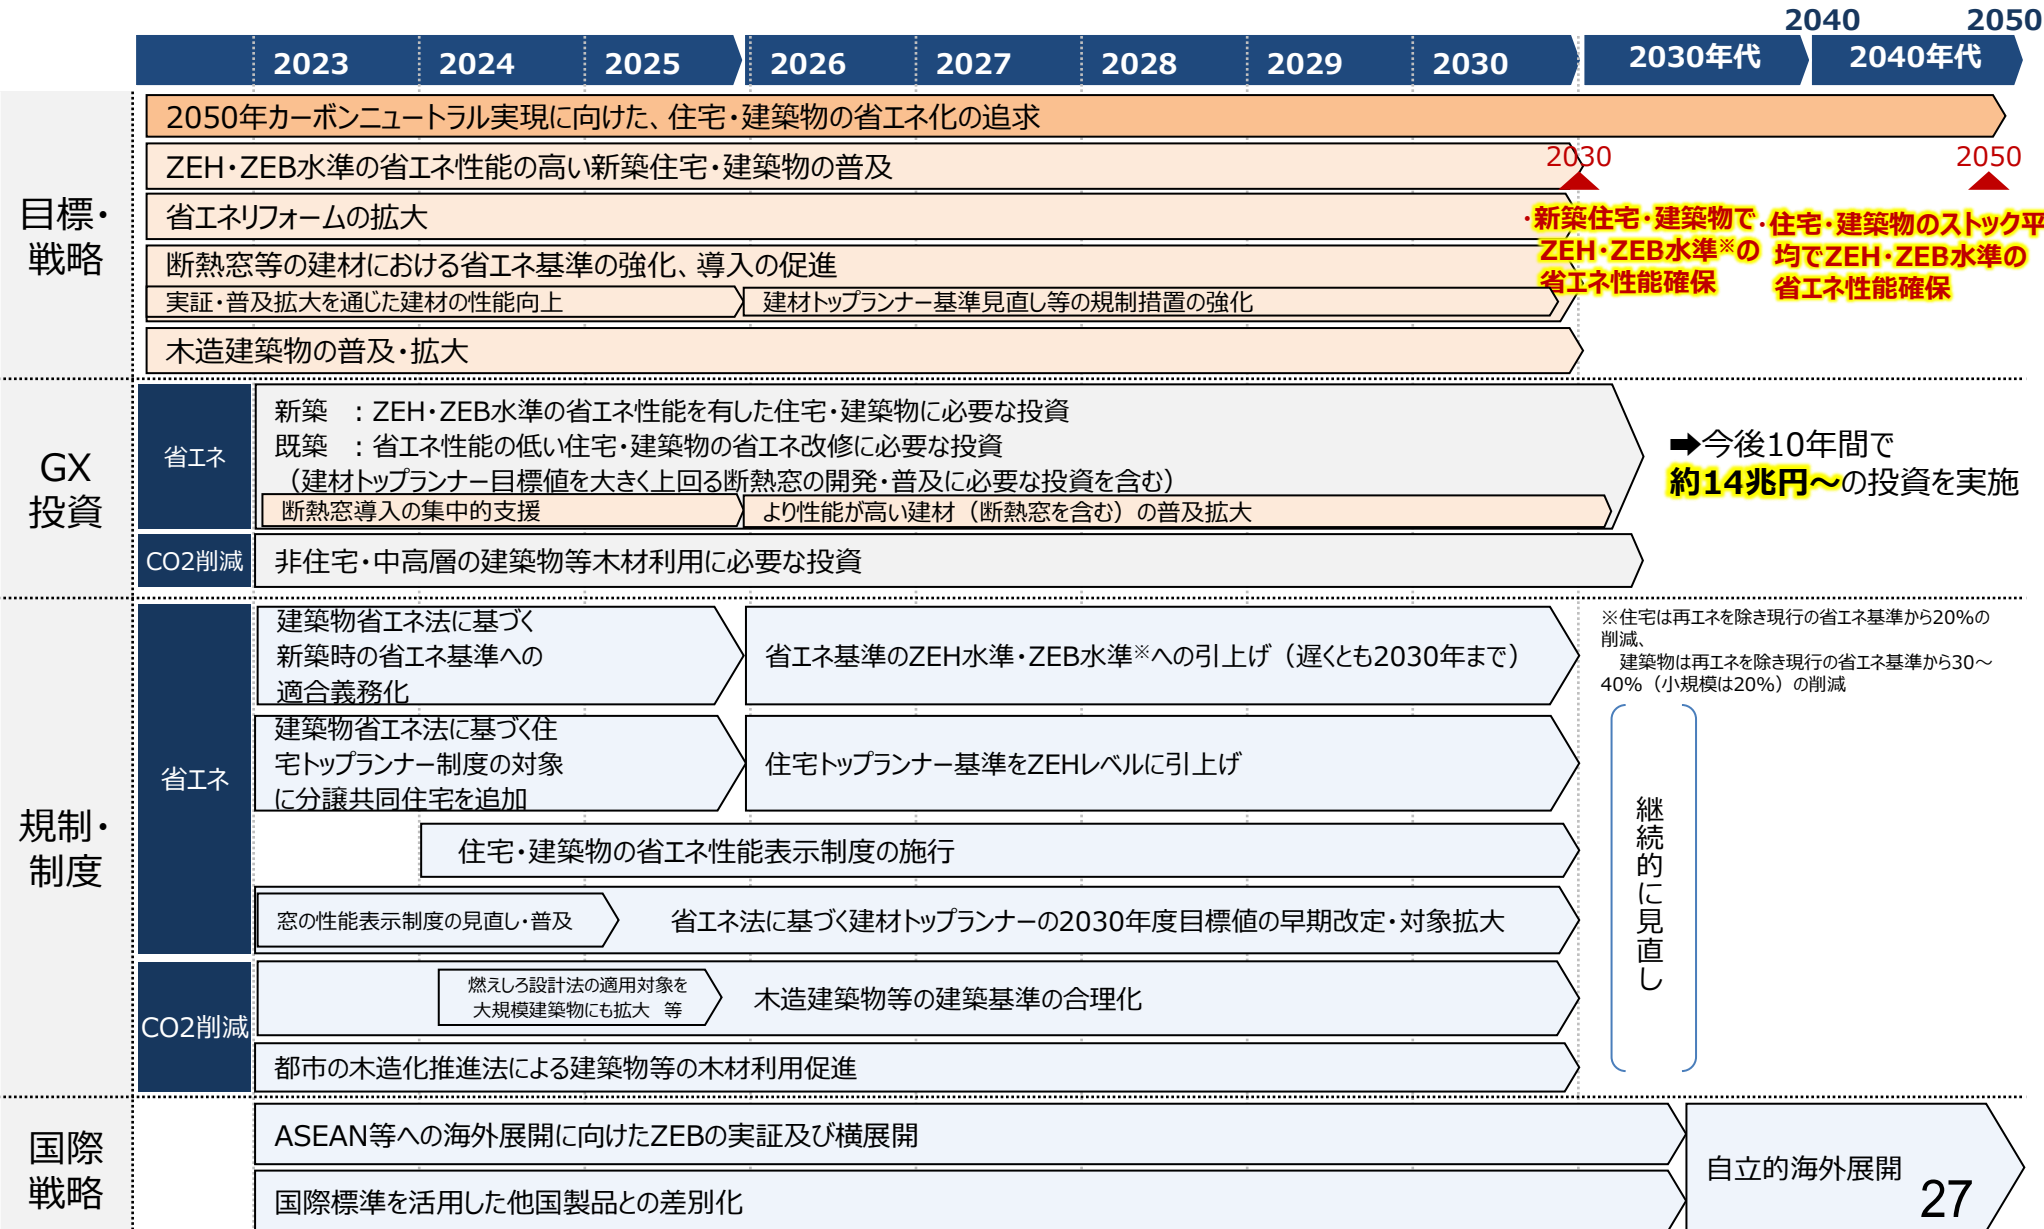 2040 2050
2023 2024 2025 2026 2027 2028 2029 2030 2030年代 2040年代
目標・
戦略
2050年カーボンニュートラル実現に向けた、住宅・建築物の省エネ化の追求
ZEH・ZEB水準の省エネ性能の高い新築住宅・建築物の普及
省エネリフォームの拡大
断熱窓等の建材における省エネ基準の強化、導入の促進
実証・普及拡大を通じた建材の性能向上
建材トップランナー基準見直し等の規制措置の強化
木造建築物の普及・拡大
2030
・新築住宅・建築物で
ZEH・ZEB水準※の
省エネ性能確保
2050
・住宅・建築物のストック平
均でZEH・ZEB水準の
省エネ性能確保
GX
投資
省エネ
新築 :ZEH・ZEB水準の省エネ性能を有した住宅・建築物に必要な投資
既築 :省エネ性能の低い住宅・建築物の省エネ改修に必要な投資
(建材トップランナー目標値を大きく上回る断熱窓の開発・普及に必要な投資を含む)
断熱窓導入の集中的支援
より性能が高い建材(断熱窓を含む)の普及拡大
CO2削減
非住宅・中高層の建築物等木材利用に必要な投資
➡今後10年間で
約14兆円~の投資を実施
規制・
制度
省エネ
建築物省エネ法に基づく
新築時の省エネ基準への
適合義務化
省エネ基準のZEH水準・ZEB水準※への引上げ(遅くとも2030年まで)
建築物省エネ法に基づく住
宅トップランナー制度の対象
に分譲共同住宅を追加
住宅トップランナー基準をZEHレベルに引上げ
住宅・建築物の省エネ性能表示制度の施行
窓の性能表示制度の見直し・普及
省エネ法に基づく建材トップランナーの2030年度目標値の早期改定・対象拡大
CO2削減
燃えしろ設計法の適用対象を
大規模建築物にも拡大 等
木造建築物等の建築基準の合理化
都市の木造化推進法による建築物等の木材利用促進
※住宅は再エネを除き現行の省エネ基準から20%の
削減、
建築物は再エネを除き現行の省エネ基準から30~
40%(小規模は20%)の削減
継続的に見直し
国際
戦略
ASEAN等への海外展開に向けたZEBの実証及び横展開
国際標準を活用した他国製品との差別化
自立的海外展開
27